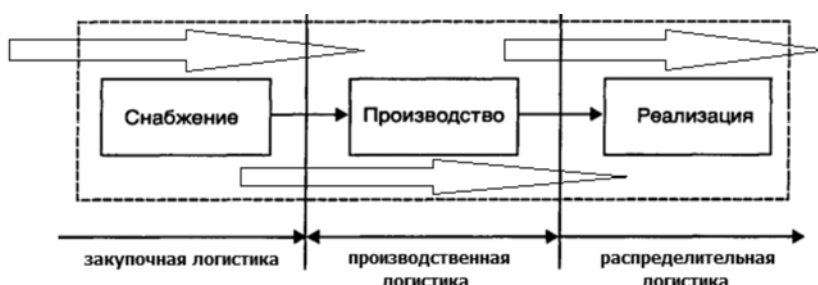 Снабжение
Производство
Реализация
закупочная логистика
производственная
логистика
распределительная
логистика